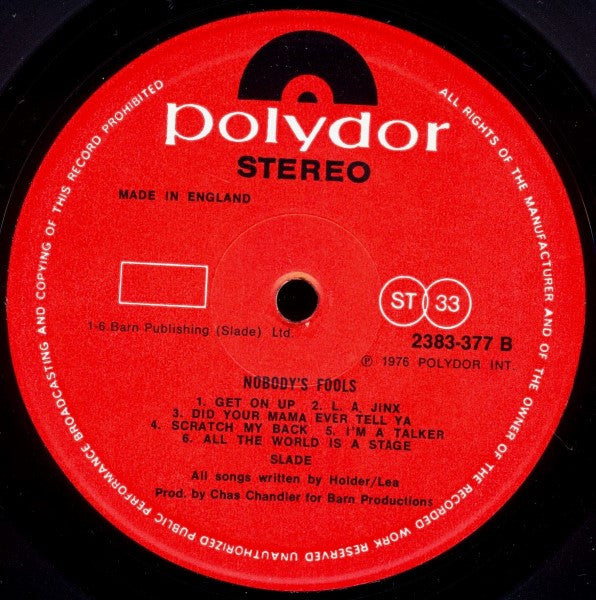 polydor
STEREO
MADE IN ENGLAND
ST 33
1-6 Barn Publishing (Slade) Ltd.
2383-377 B
℗ 1976 POLYDOR INT.
NOBODY'S FOOLS
1. GET ON UP 2. L. A. JINX
3. DID YOUR MAMA EVER TELL YA
4. SCRATCH MY BACK 5. I'M A TALKER
6. ALL THE WORLD IS A STAGE
SLADE
All songs written by Holder/Lea
Prod. by Chas Chandler for Barn Productions
ALL RIGHTS OF THE MANUFACTURER AND OF THE OWNER OF THE RECORDED WORK RESERVED UNAUTHORIZED PUBLIC PERFORMANCE BROADCASTING AND COPYING OF THIS RECORD PROHIBITED